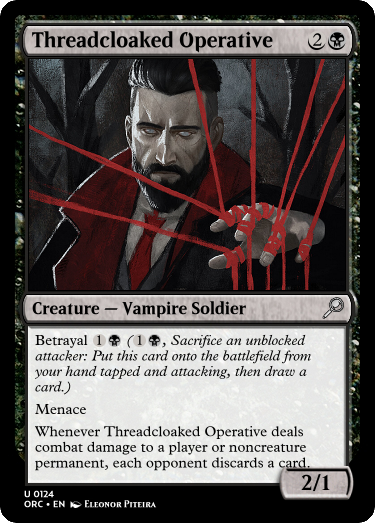 Threadcloaked Operative 2
Creature — Vampire Soldier
Betrayal 1 (1, Sacrifice an unblocked
attacker: Put this card onto the battlefield from
your hand tapped and attacking, then draw a
card.)
Menace
Whenever Threadcloaked Operative deals
combat damage to a player or noncreature
permanent, each opponent discards a card.
2/1
U 0124
ORC • EN Eleonor Piteira